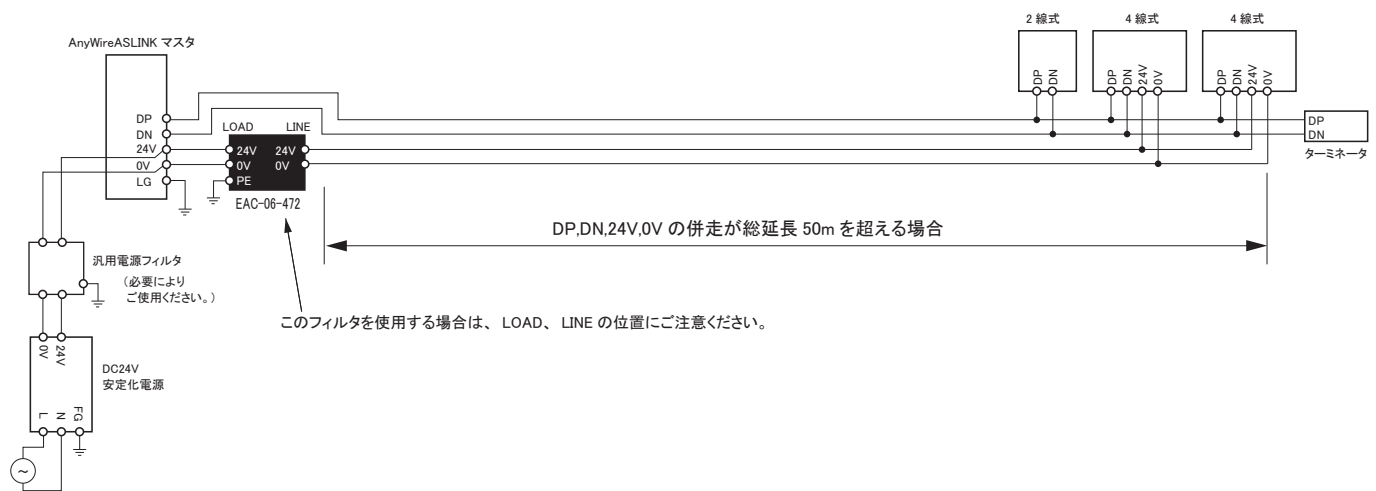 2 線式
4 線式
4 線式
AnyWireASLINK マスタ
DP
DN
24V
0V
LG
LOAD LINE
24V 24V
0V 0V
PE
EAC-06-472
DP
DN
DP
DN
24V
0V
DP
DN
24V
0V
DP
DN
ターミネータ
DP,DN,24V,0V の併走が総延長 50m を超える場合
汎用電源フィルタ
(必要により
ご使用ください。)
このフィルタを使用する場合は、 LOAD、 LINE の位置にご注意ください。
0V
24V
DC24V
安定化電源
L
N
FG
~